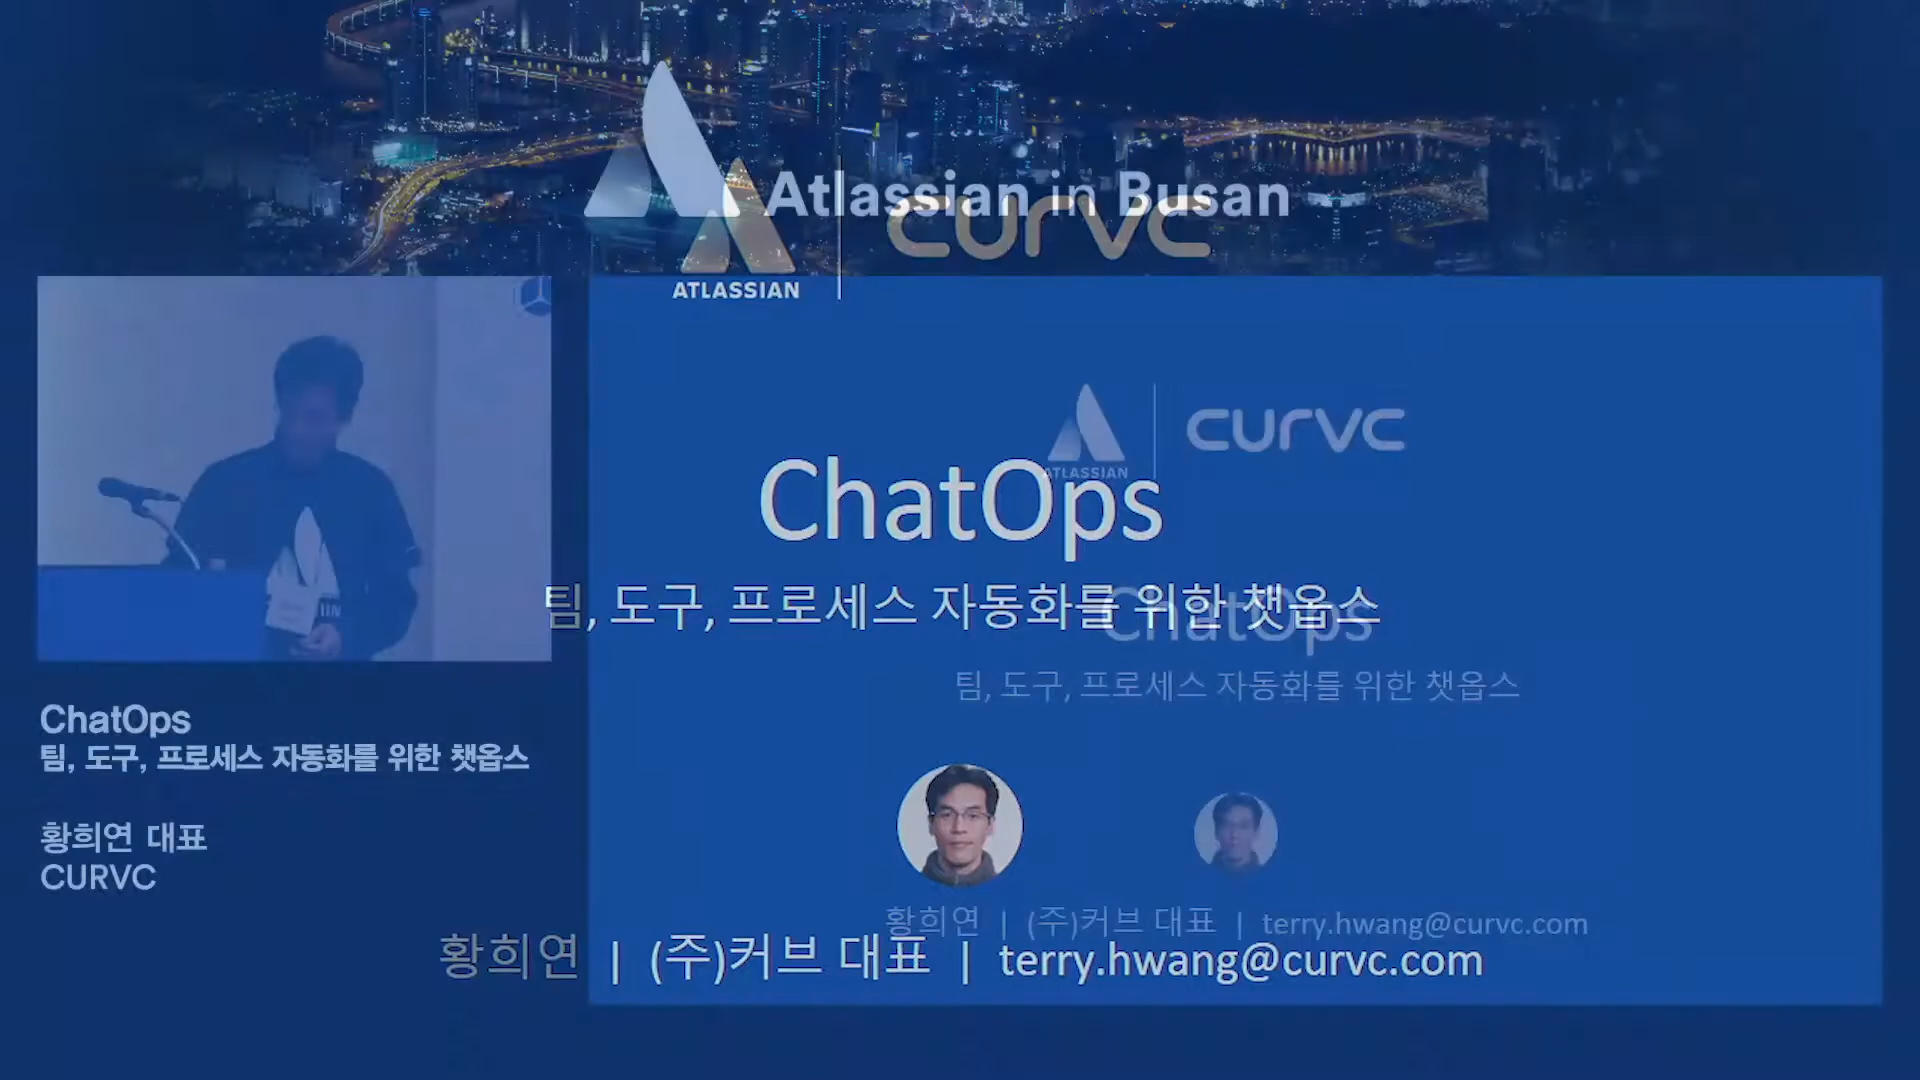 Atlassian in Busan
ATLASSIAN
curvc
ATLASSIAN
curvc
ChatOps
팀, 도구, 프로세스 자동화를 위한 챗옵스
ChatOps
팀, 도구, 프로세스 자동화를 위한 챗옵스
ChatOps
팀, 도구, 프로세스 자동화를 위한 챗옵스
황희연 대표
CURVC
황희연 | (주)커브 대표 | terry.hwang@curvc.com
황희연 | (주)커브 대표 | terry.hwang@curvc.com